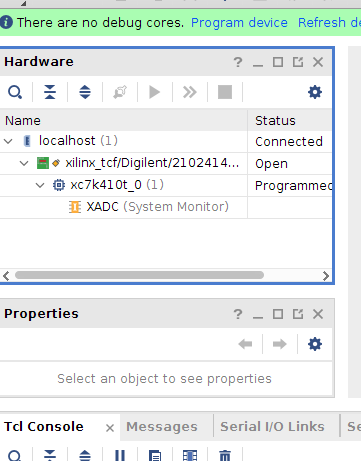 There are no debug cores. Program device Refresh de
Hardware
Name Status
localhost (1) Connected
xilinx_tcf/Digilent/2102414... Open
xc7k410t_0 (1) Programmed
XADC (System Monitor)
Properties
Select an object to see properties
Tcl Console Messages Serial I/O Links Se